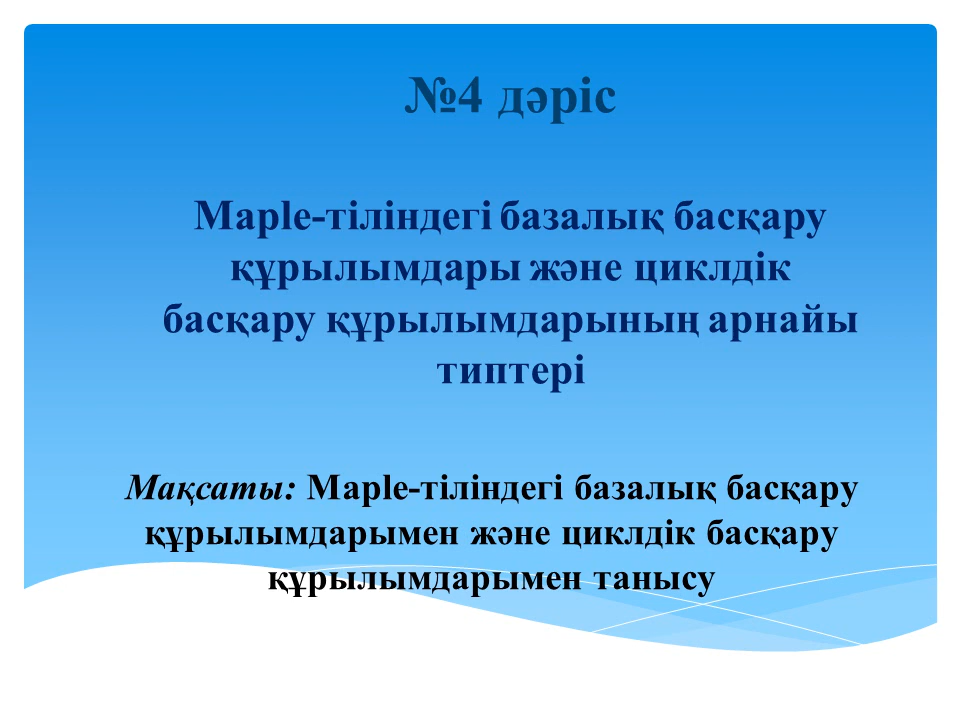 №4 дәріс
Maple-тіліндегі базалық басқару
құрылымдары және циклдік
басқару құрылымдарының арнайы
типтері
Мақсаты: Maple-тіліндегі базалық басқару
құрылымдарымен және циклдік басқару
құрылымдарымен танысу